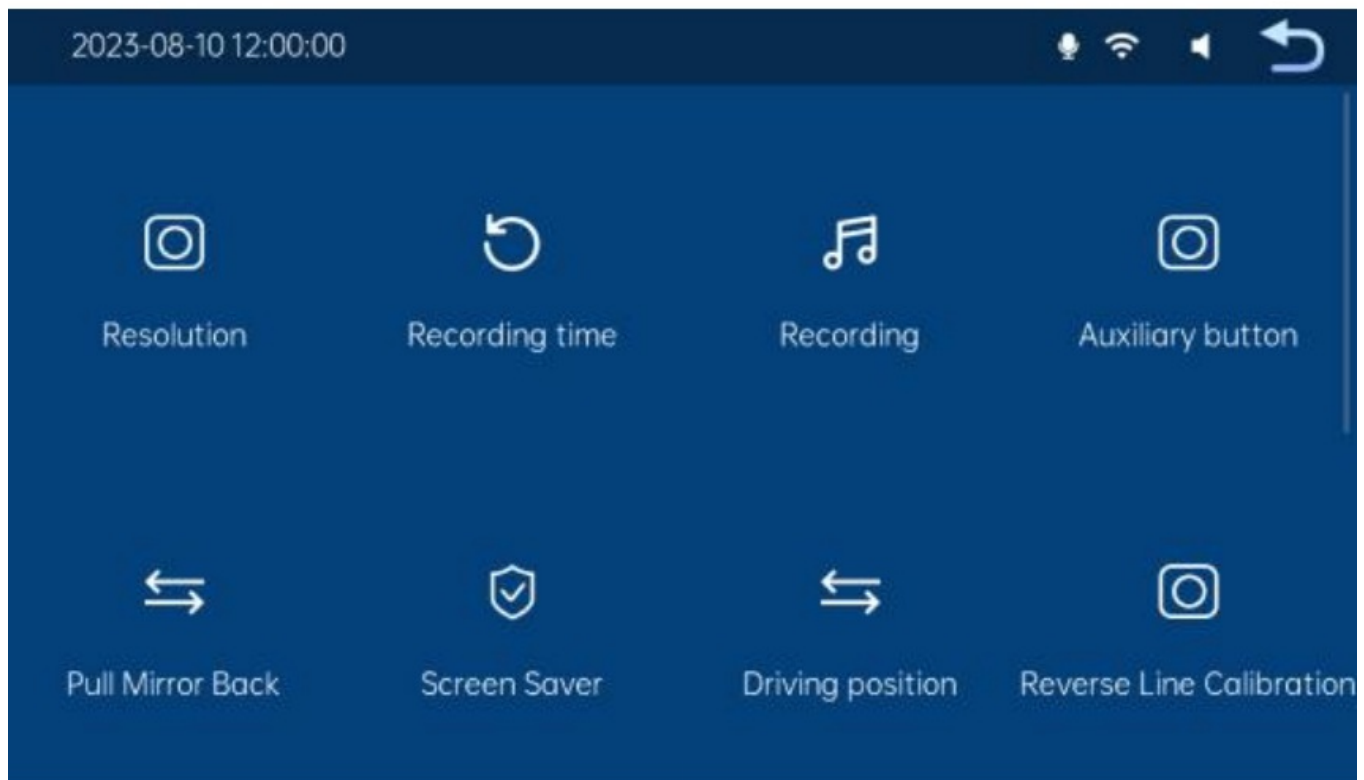 2023-08-10 12:00:00
Resolution
Recording time
Recording
Auxiliary button
Pull Mirror Back
Screen Saver
Driving position
Reverse Line Calibration